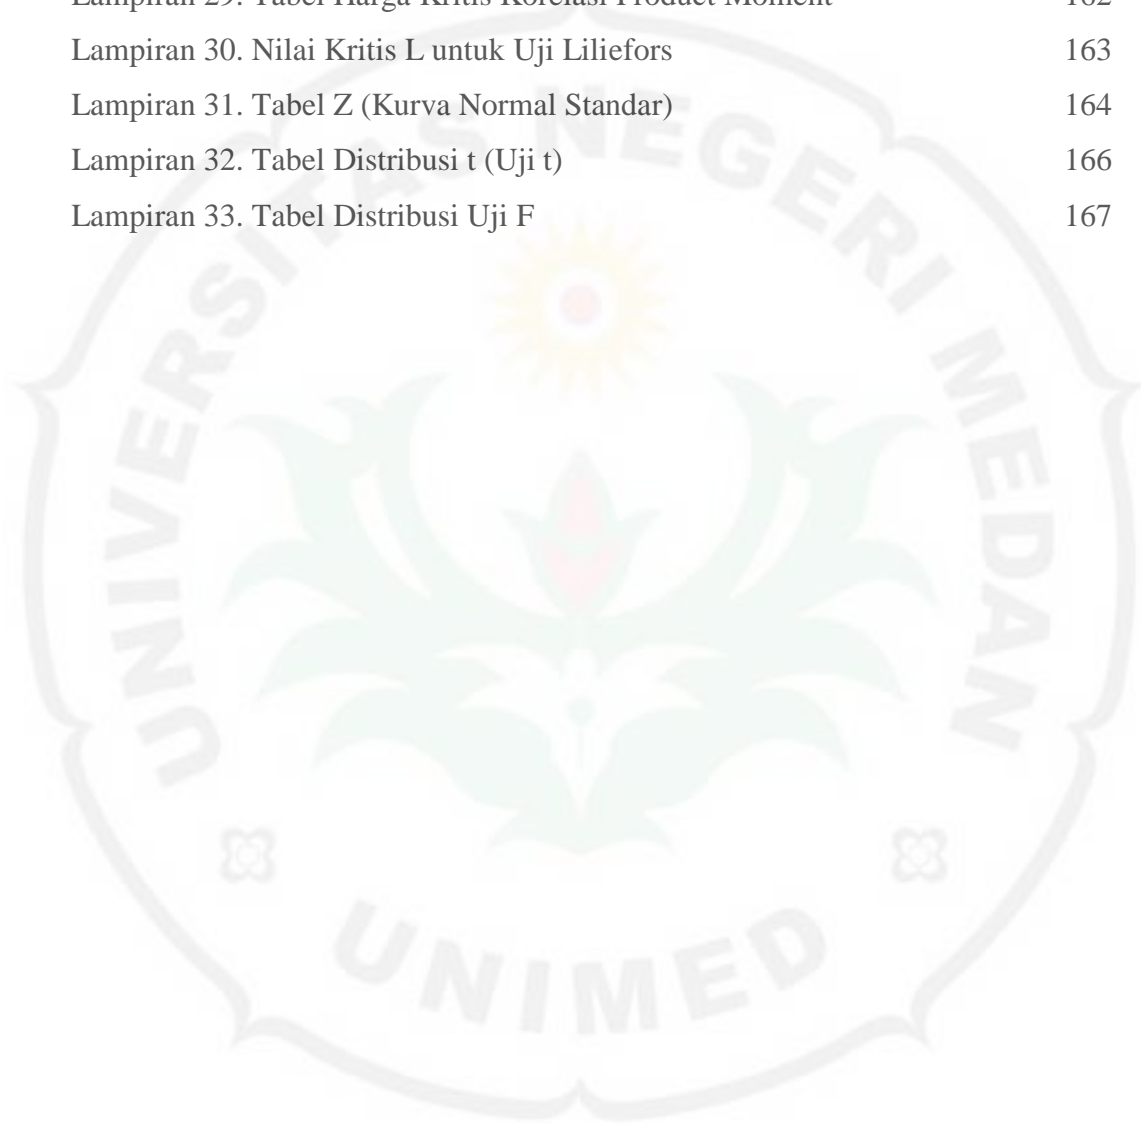 Lampiran 29. Tabel Harga Kritis Korelasi Product Moment 162
Lampiran 30. Nilai Kritis L untuk Uji Liliefors 163
Lampiran 31. Tabel Z (Kurva Normal Standar) 164
Lampiran 32. Tabel Distribusi t (Uji t) 166
Lampiran 33. Tabel Distribusi Uji F 167
UNIVERSITAS NEGERI MEDAN
UNIMED